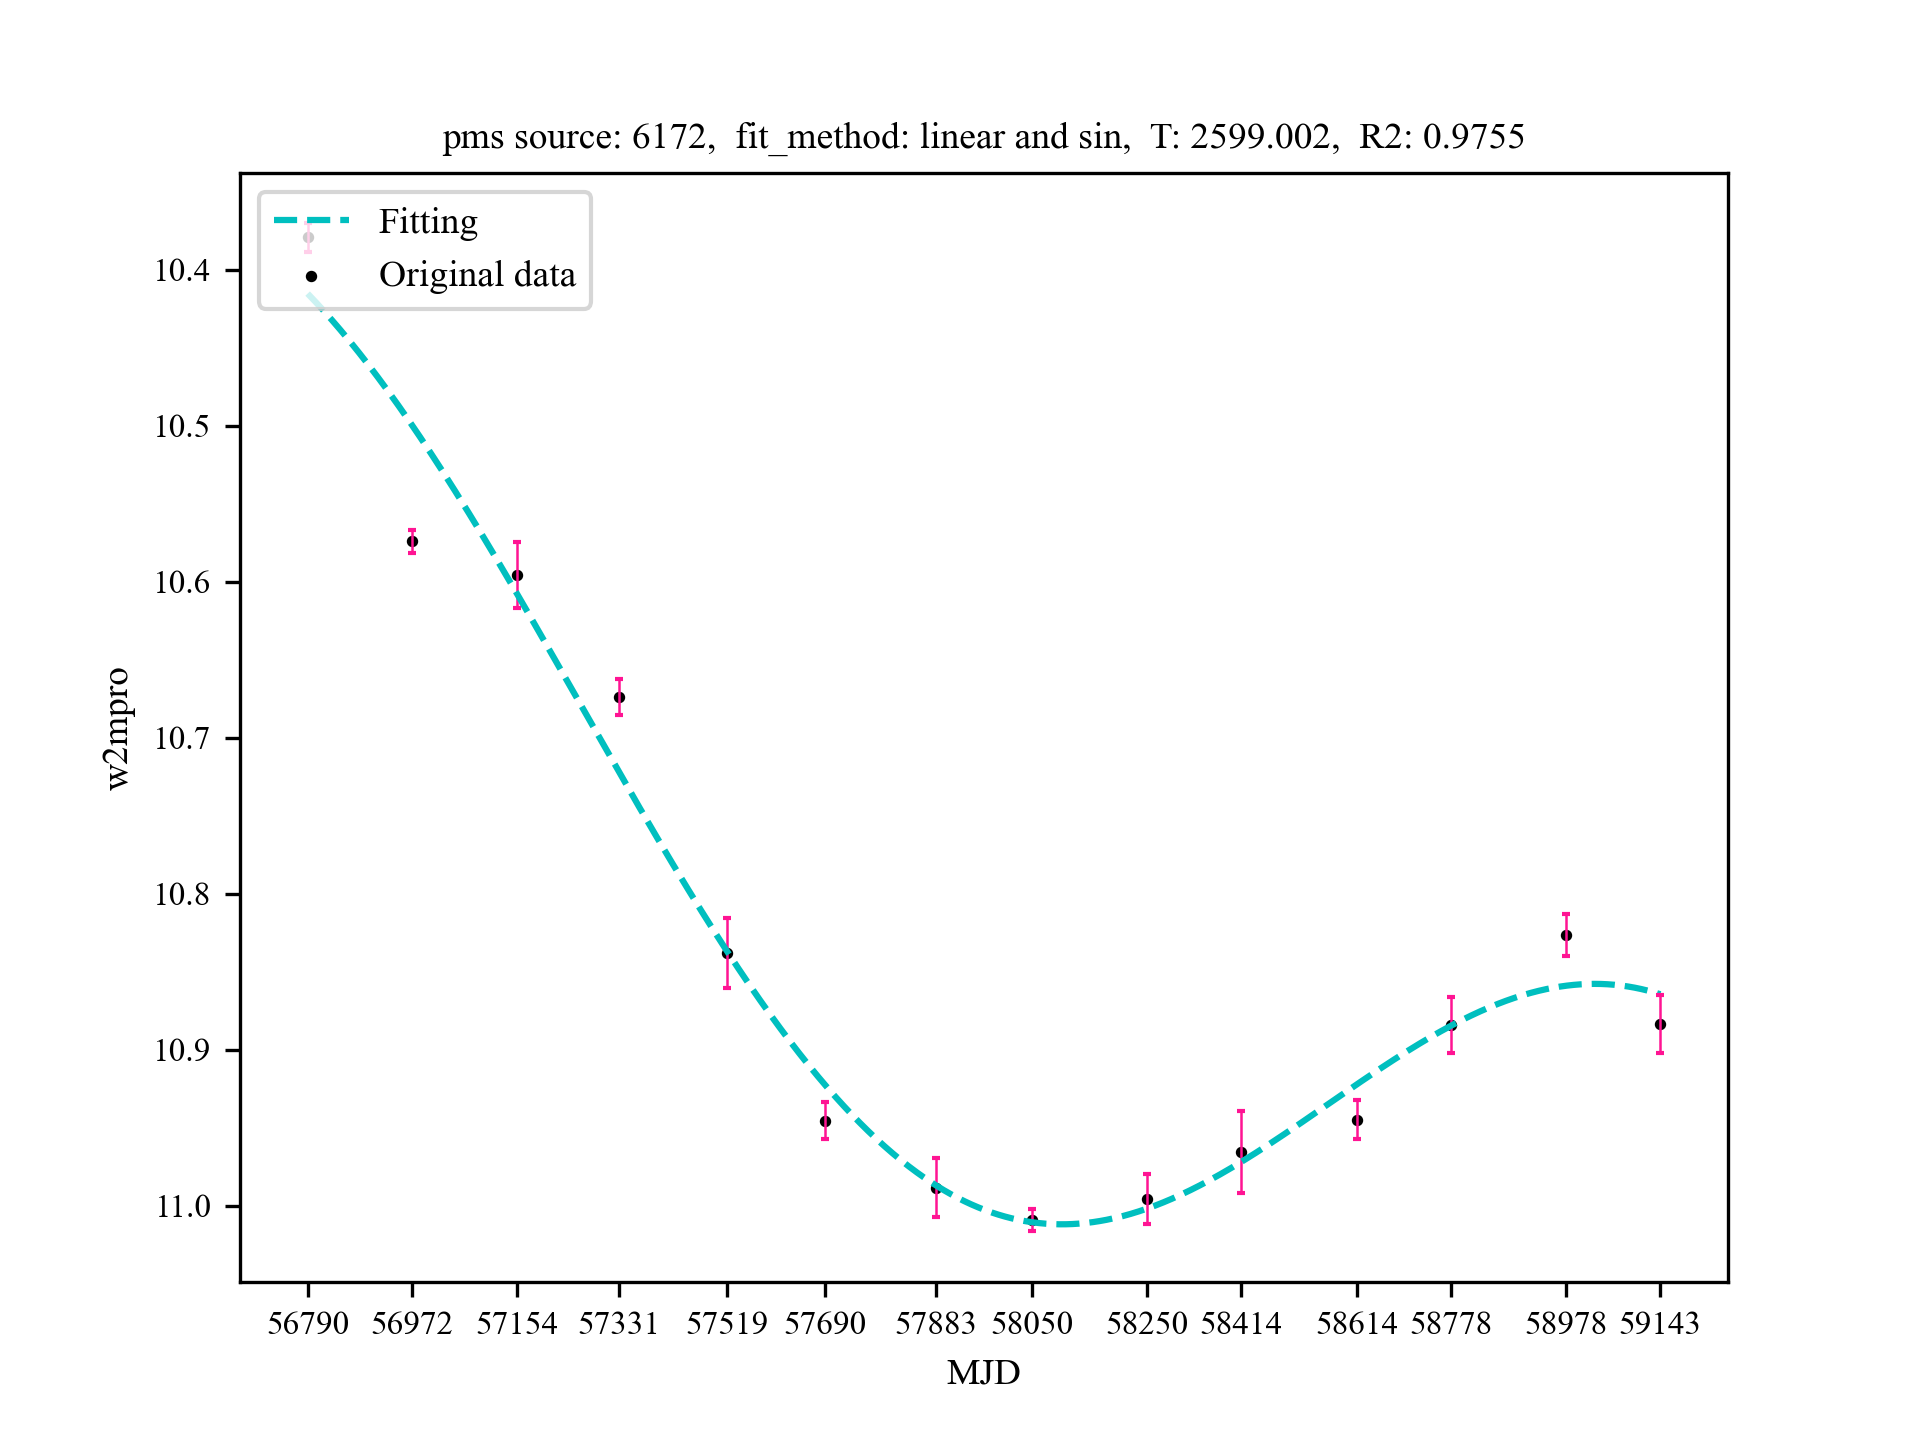 pms source: 6172,  fit_method: linear and sin,  T: 2599.002,  R2: 0.9755
Fitting
Original data
10.4
10.5
10.6
10.7
10.8
10.9
11.0
w2mpro
56790 56972 57154 57331 57519 57690 57883 58050 58250 58414 58614 58778 58978 59143
MJD